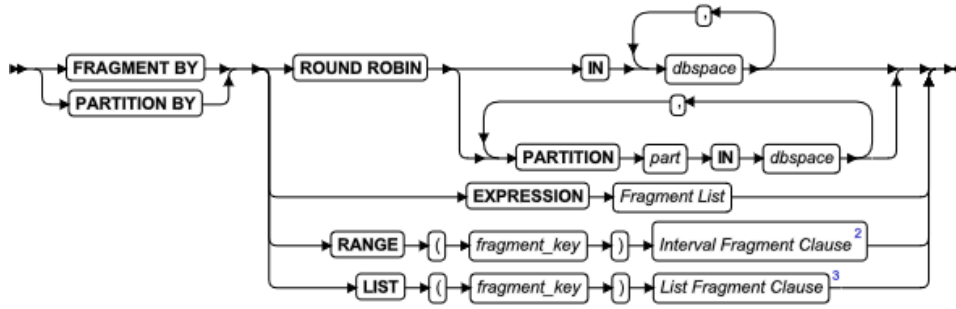 ,
FRAGMENT BY ROUND ROBIN IN dbspace
PARTITION BY
,
PARTITION part IN dbspace
EXPRESSION Fragment List
RANGE ( fragment_key ) Interval Fragment Clause 2
LIST ( fragment_key ) List Fragment Clause 3